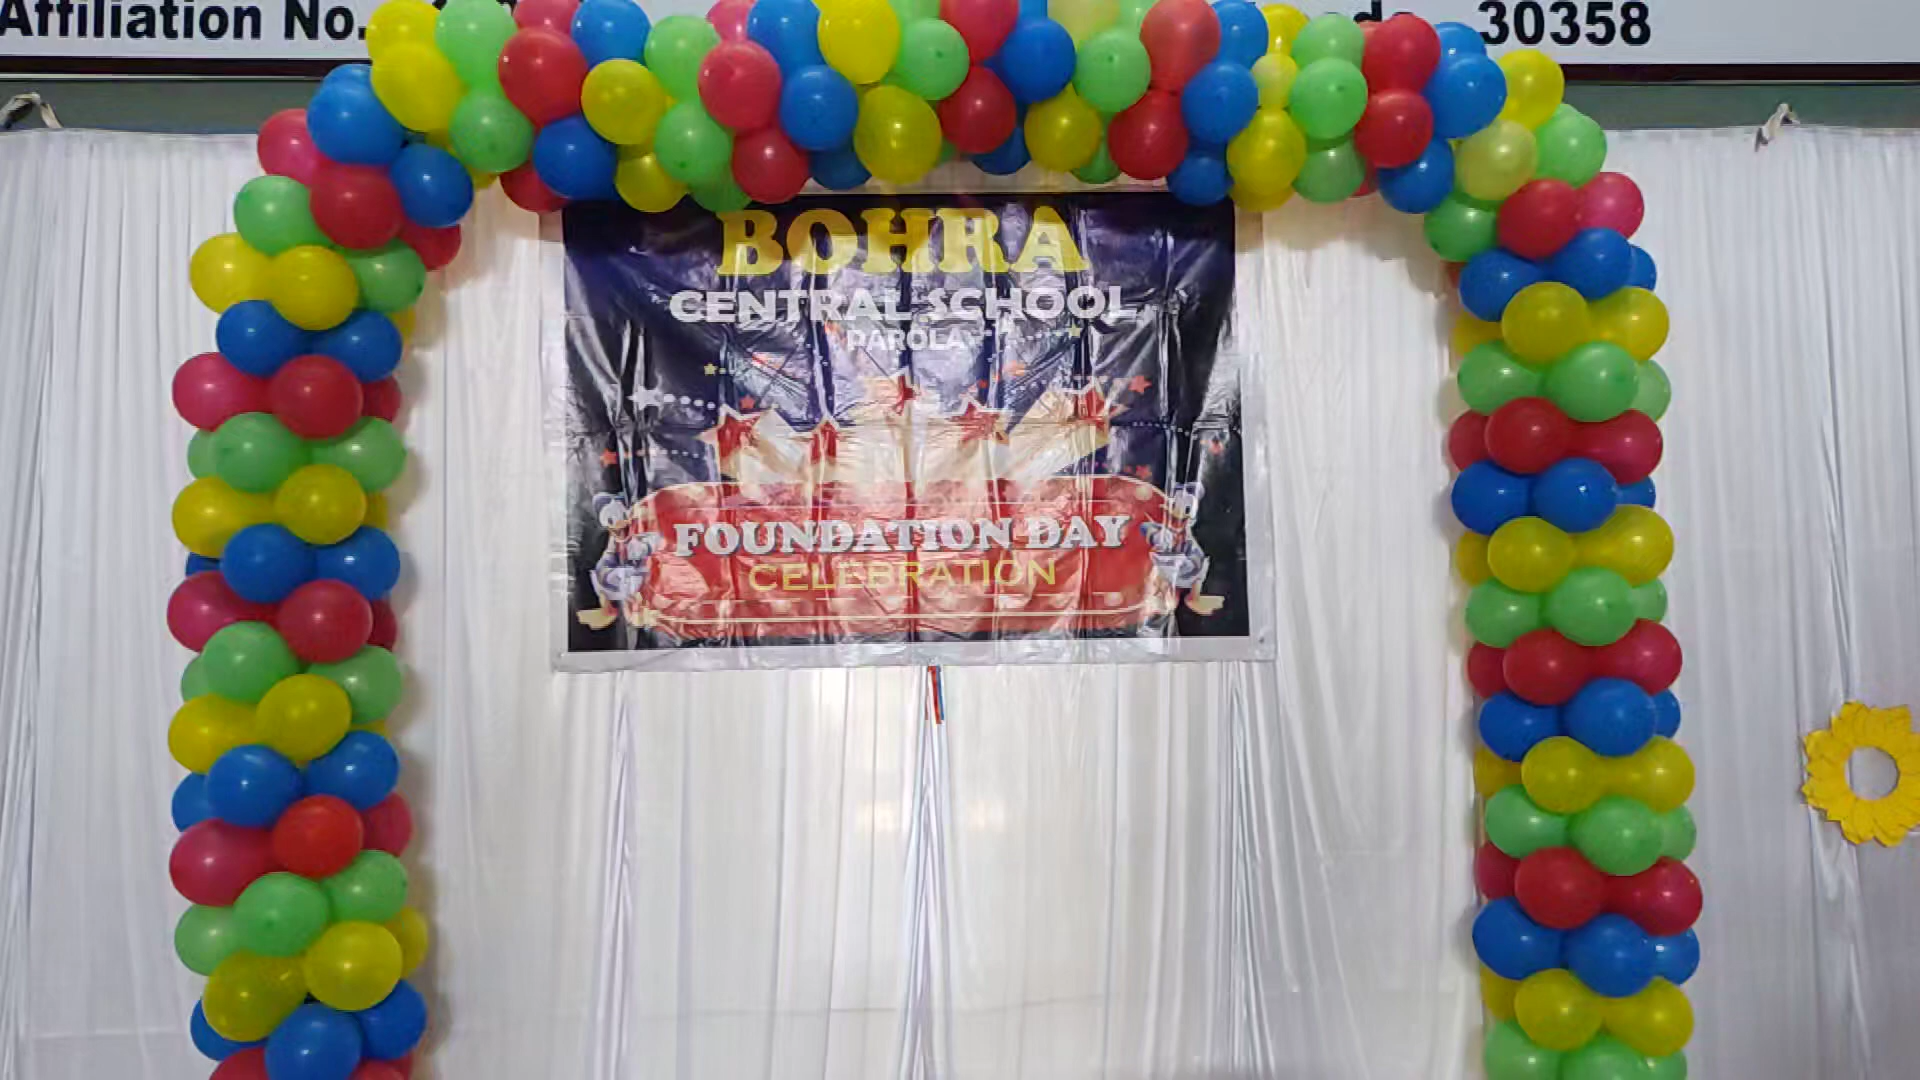 Affiliation No. 30358
BOHRA
CENTRAL SCHOOL
PAROLA
FOUNDATION DAY
CELEBRATION